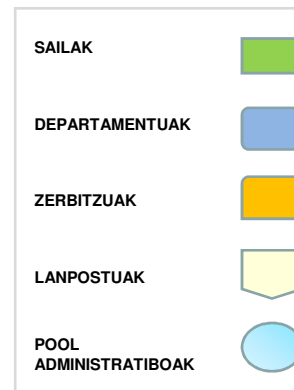 SAILAK
DEPARTAMENTUAK
ZERBITZUAK
LANPOSTUAK
POOL
ADMINISTRATIBOAK